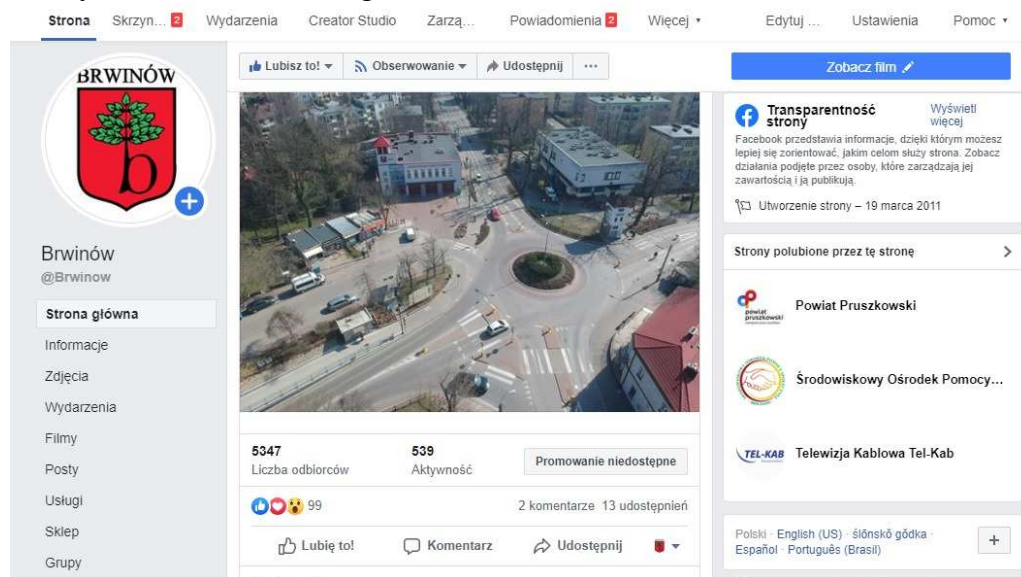 Strona Skrzyn... 2 Wydarzenia Creator Studio Zarzą... Powiadomienia 2 Więcej Edytuj ... Ustawienia Pomoc
BRWINÓW
b
Brwinów
@Brwinow
Strona główna
Informacje
Zdjęcia
Wydarzenia
Filmy
Posty
Usługi
Sklep
Grupy
Lubisz to! Obserwowanie Udostępnij ...
5347 539
Liczba odbiorców Aktywność Promowanie niedostępne
99 2 komentarze 13 udostępnień
Lubię to! Komentarz Udostępnij
Zobacz film
Transparentność strony Wyświetl więcej
Facebook przedstawia informacje, dzięki którym możesz
lepiej się zorientować, jakim celom służy strona. Zobacz
działania podjęte przez osoby, które zarządzają jej
zawartością i ją publikują.
Utworzenie strony – 19 marca 2011
Strony polubione przez tę stronę
powiat
pruszkowski
Powiat Pruszkowski
Środowiskowy Ośrodek Pomocy...
TEL-KAB
Telewizja Kablowa Tel-Kab
Polski · English (US) · ślōnskŏ gŏdka ·
Español · Português (Brasil)